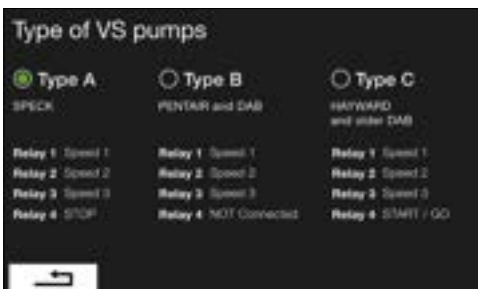 Type of VS pumps
Type A
SPECK
Relay 1 Speed 1
Relay 2 Speed 2
Relay 3 Speed 3
Relay 4 STOP
Type B
PENTAIR and DAB
Relay 1 Speed 1
Relay 2 Speed 2
Relay 3 Speed 3
Relay 4 NOT Connected
Type C
HAYWARD
and older DAB
Relay 1 Speed 1
Relay 2 Speed 2
Relay 3 Speed 3
Relay 4 START / GO